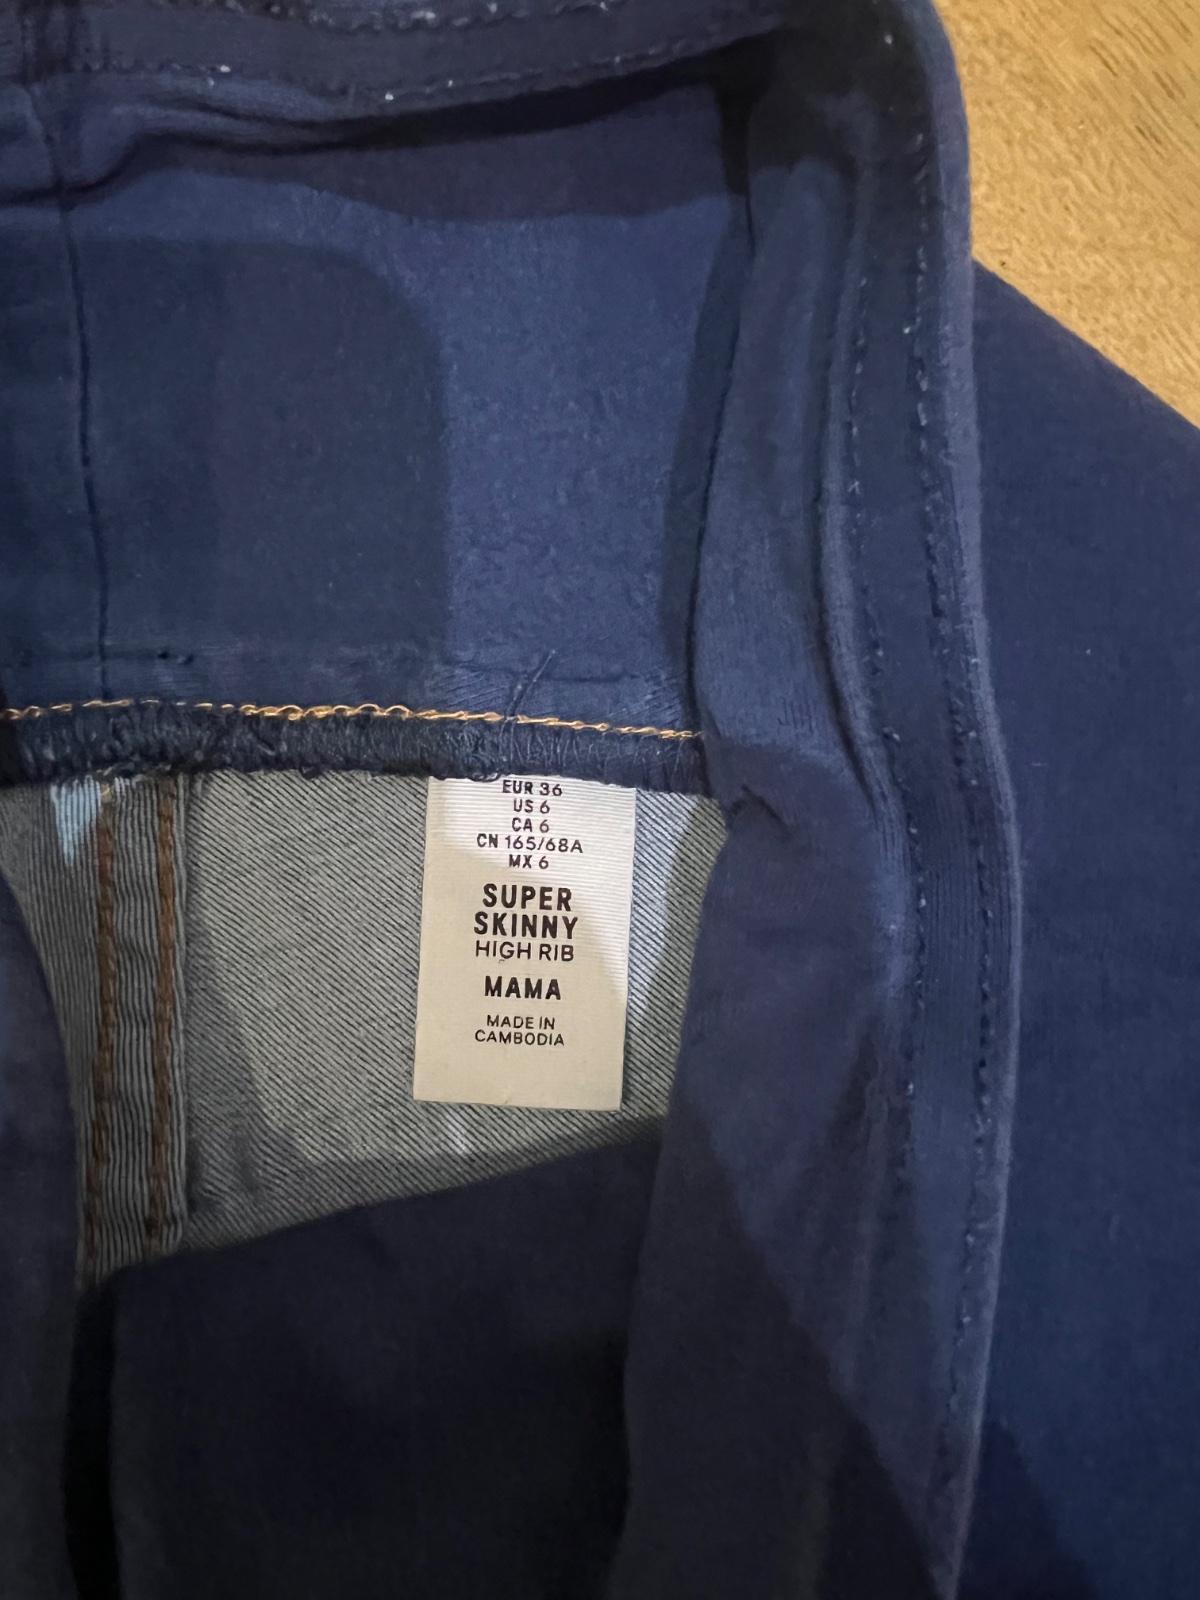 EUR 36
US 6
CA 6
CN 165/68A
MX 6
SUPER
SKINNY
HIGH RIB
MAMA
MADE IN
CAMBODIA